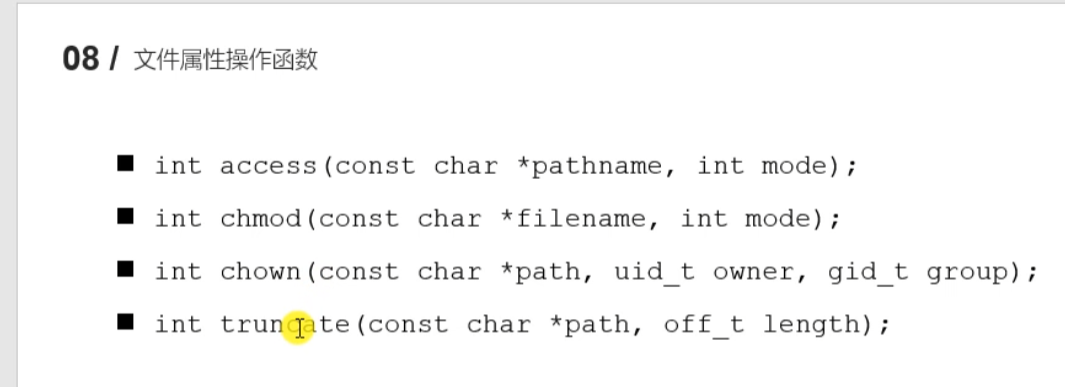 08 / 文件属性操作函数
■ int access(const char *pathname, int mode);
■ int chmod(const char *filename, int mode);
■ int chown(const char *path, uid_t owner, gid_t group);
■ int truncate(const char *path, off_t length);